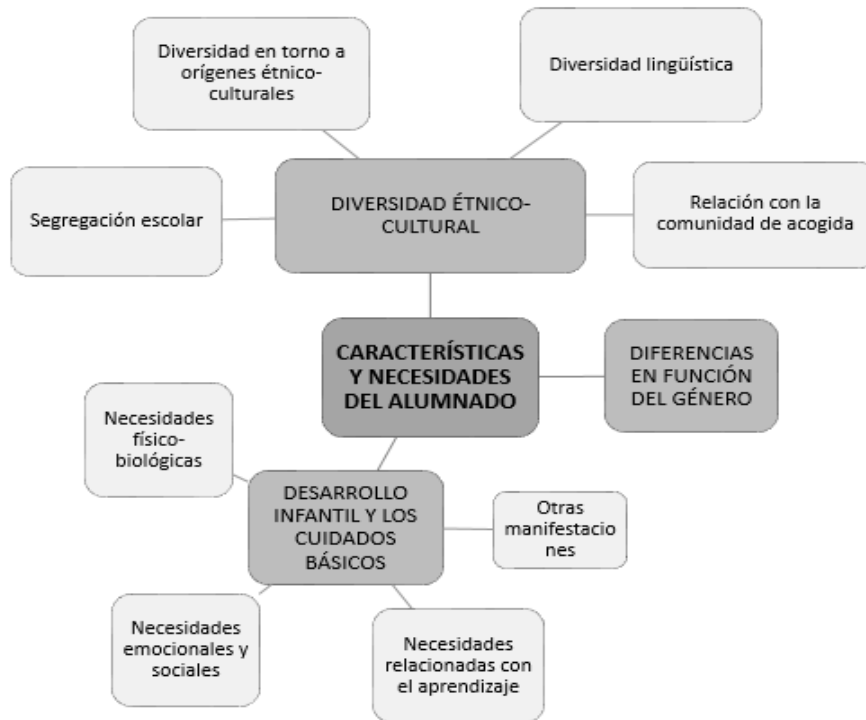 Diversidad en torno a
orígenes étnico-
culturales
Diversidad lingüística
Segregación escolar
DIVERSIDAD ÉTNICO-
CULTURAL
Relación con la
comunidad de acogida
CARACTERÍSTICAS
Y NECESIDADES
DEL ALUMNADO
DIFERENCIAS
EN FUNCIÓN
DEL GÉNERO
Necesidades
físico-
biológicas
DESARROLLO
INFANTIL Y LOS
CUIDADOS
BÁSICOS
Otras
manifestacio
nes
Necesidades
emocionales y
sociales
Necesidades
relacionadas con
el aprendizaje